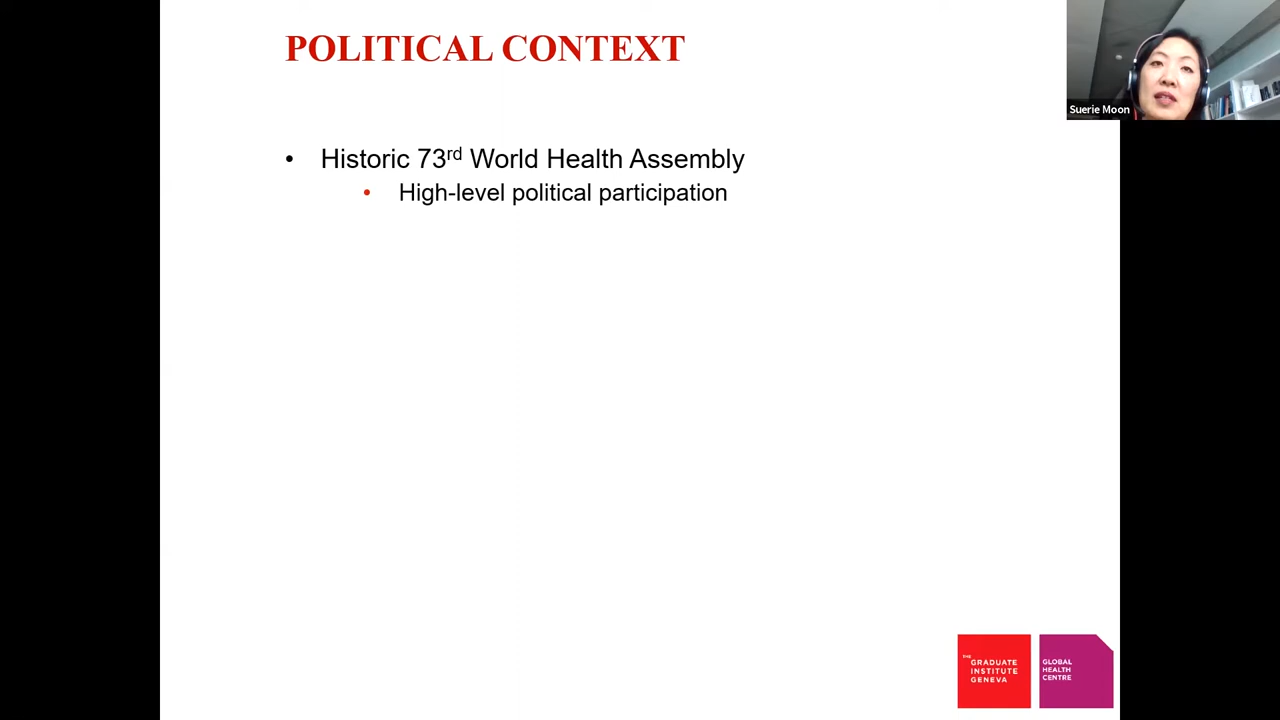 POLITICAL CONTEXT
Suerie Moon
• Historic 73rd World Health Assembly
• High-level political participation
THE
GRADUATE
INSTITUTE
GENEVA
GLOBAL
HEALTH
CENTRE